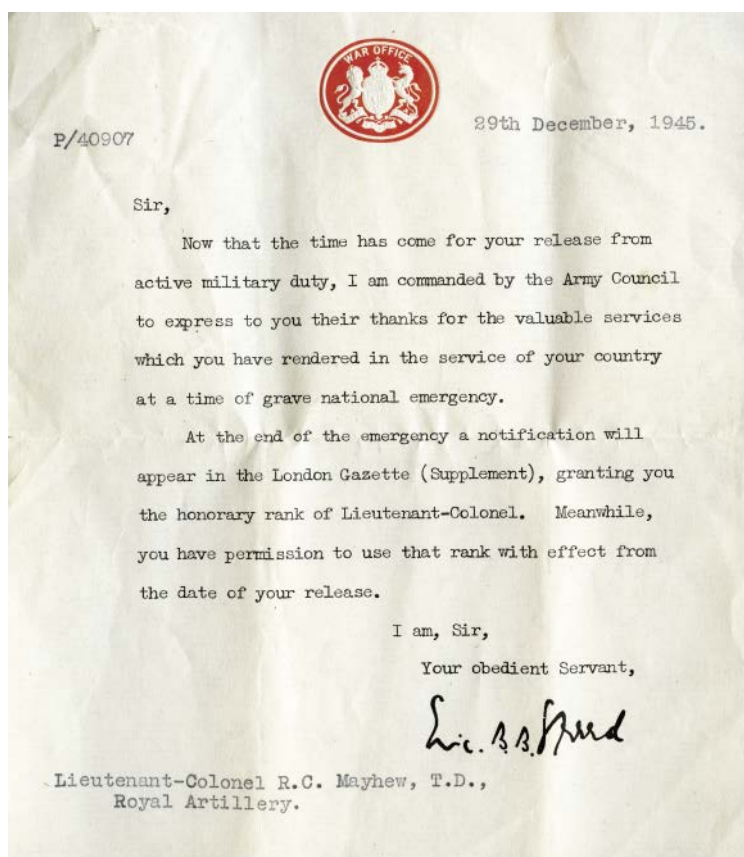 WAR OFFICE
29th December, 1945.
P/40907
Sir,
Now that the time has come for your release from
active military duty, I am commanded by the Army Council
to express to you their thanks for the valuable services
which you have rendered in the service of your country
at a time of grave national emergency.
At the end of the emergency a notification will
appear in the London Gazette (Supplement), granting you
the honorary rank of Lieutenant-Colonel. Meanwhile,
you have permission to use that rank with effect from
the date of your release.
I am, Sir,
Your obedient Servant,
Eric. B.B. Speed
Lieutenant-Colonel R.C. Mayhew, T.D.,
Royal Artillery.